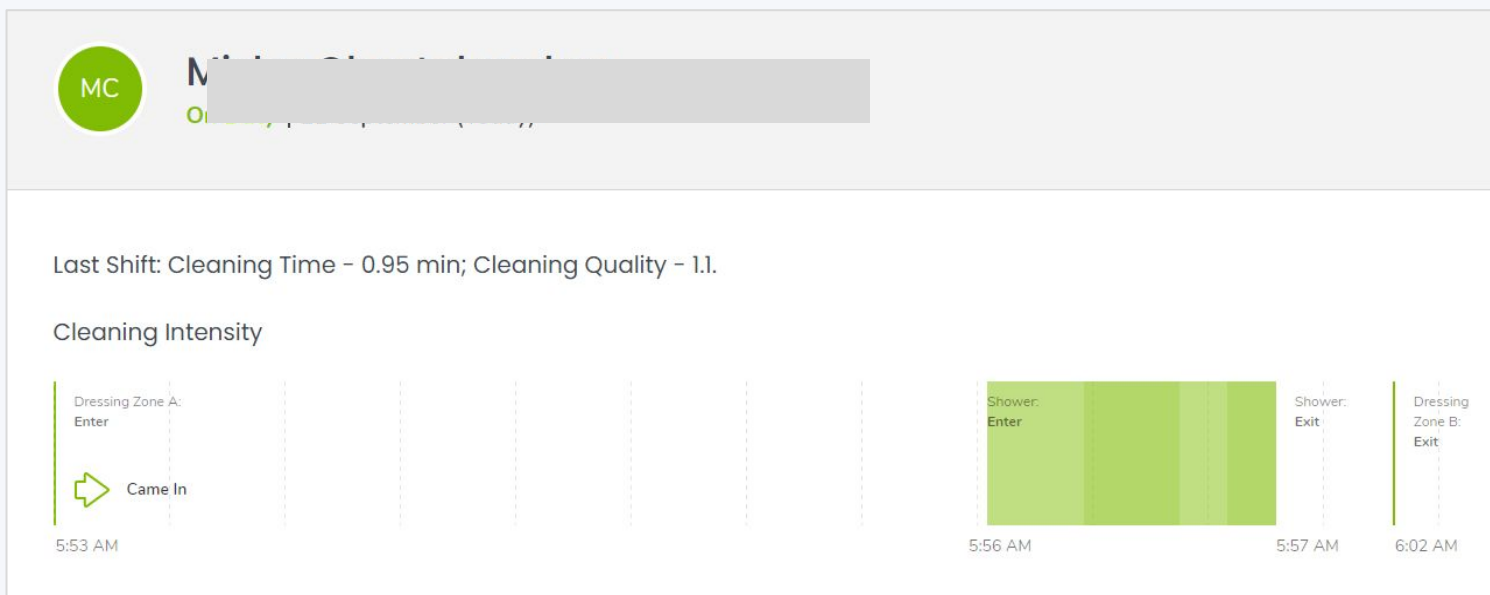 MC
Last Shift: Cleaning Time - 0.95 min; Cleaning Quality - 1.1.
Cleaning Intensity
Dressing Zone A:
Enter
Came In
Shower:
Enter
Shower:
Exit
Dressing
Zone B:
Exit
5:53 AM
5:56 AM
5:57 AM
6:02 AM